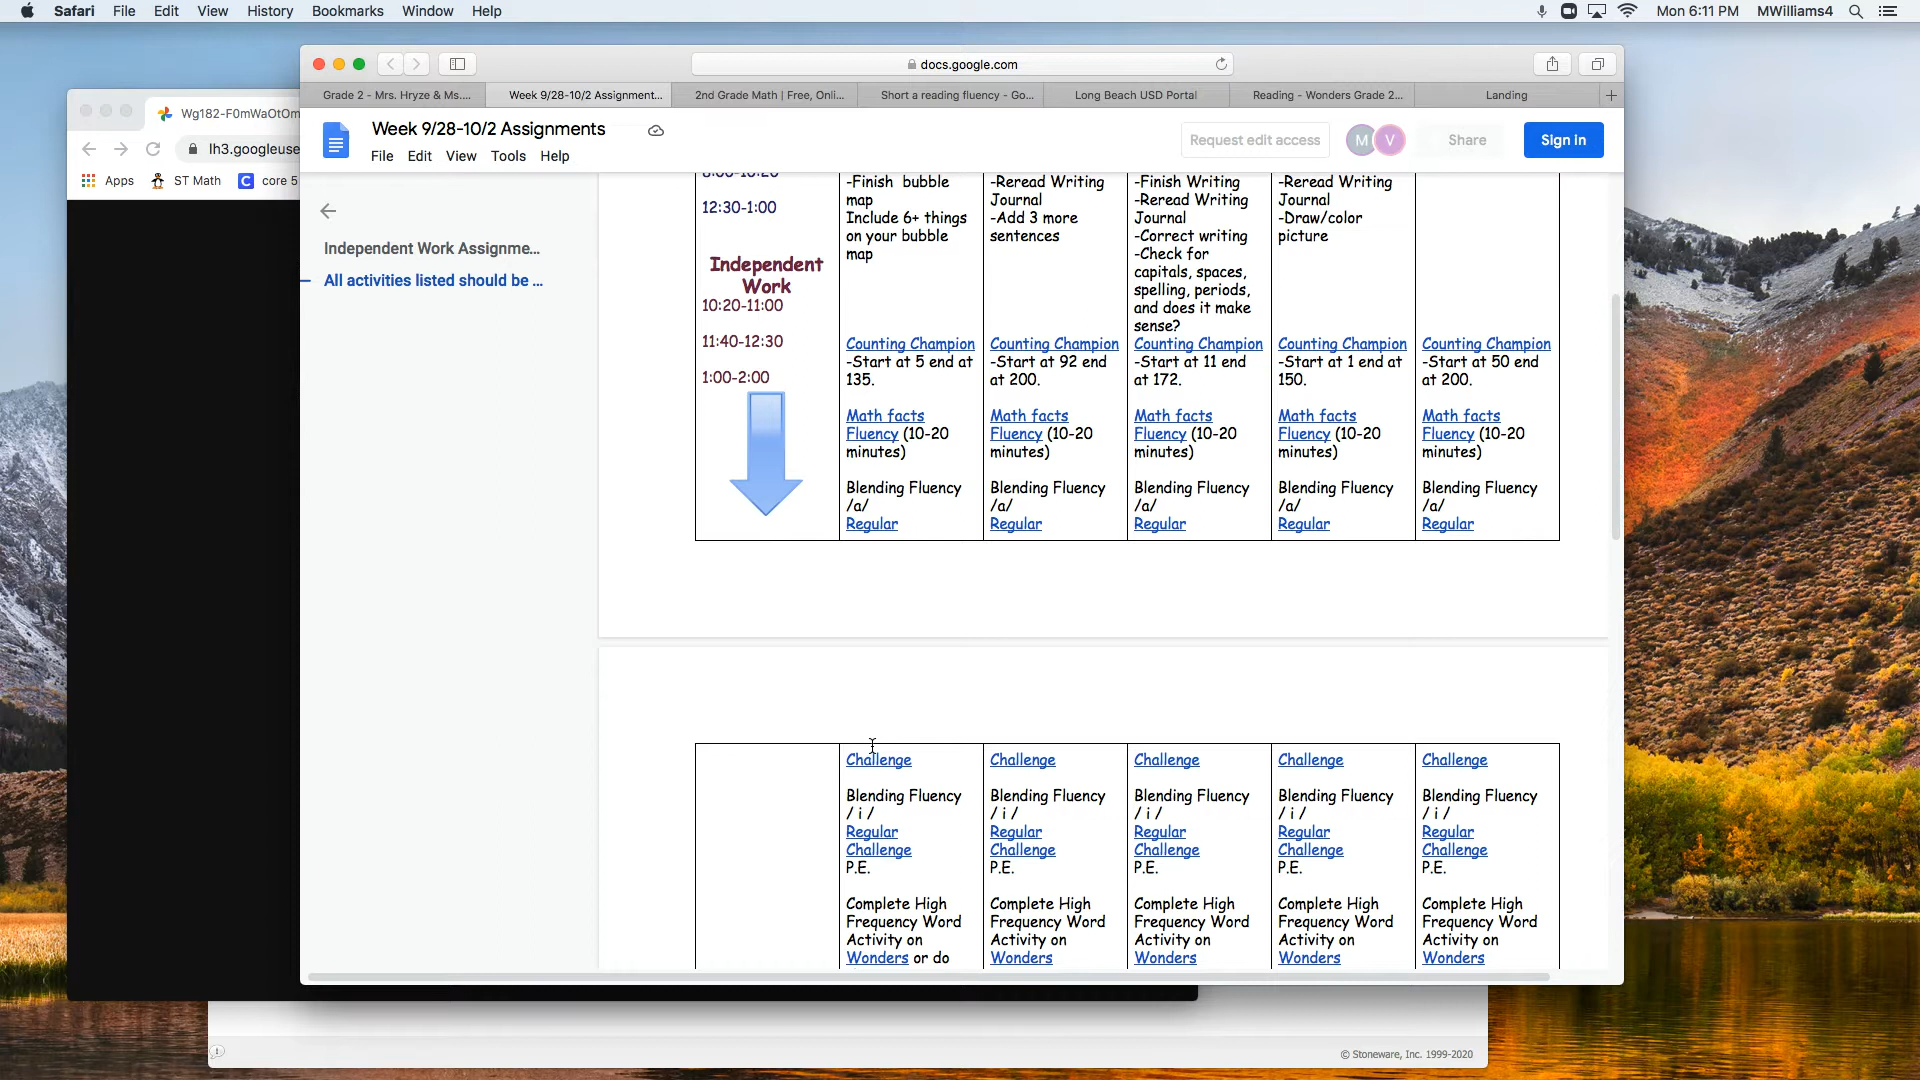 Safari File Edit View History Bookmarks Window Help
Mon 6:11 PM MWilliams4
docs.google.com
Grade 2 - Mrs. Hryze & Ms....
Week 9/28-10/2 Assignment...
2nd Grade Math | Free, Onli...
Short a reading fluency - Go...
Long Beach USD Portal
Reading - Wonders Grade 2...
Landing
Wg182-F0mWaOtOm
lh3.googleuse
Apps
ST Math
core 5
Week 9/28-10/2 Assignments
File Edit View Tools Help
Request edit access
M
V
Share
Sign in
Independent Work Assignme...
All activities listed should be ...
12:30-1:00
Independent
Work
10:20-11:00
11:40-12:30
1:00-2:00
-Finish bubble
map
Include 6+ things
on your bubble
map
Counting Champion
-Start at 5 end at
135.
Math facts
Fluency (10-20
minutes)
Blending Fluency
/a/
Regular
-Reread Writing
Journal
-Add 3 more
sentences
Counting Champion
-Start at 92 end
at 200.
Math facts
Fluency (10-20
minutes)
Blending Fluency
/a/
Regular
-Finish Writing
-Reread Writing
Journal
-Correct writing
-Check for
capitals, spaces,
spelling, periods,
and does it make
sense?
Counting Champion
-Start at 11 end
at 172.
Math facts
Fluency (10-20
minutes)
Blending Fluency
/a/
Regular
-Reread Writing
Journal
-Draw/color
picture
Counting Champion
-Start at 1 end at
150.
Math facts
Fluency (10-20
minutes)
Blending Fluency
/a/
Regular
Counting Champion
-Start at 50 end
at 200.
Math facts
Fluency (10-20
minutes)
Blending Fluency
/a/
Regular
Challenge
Blending Fluency
/ i /
Regular
Challenge
P.E.
Complete High
Frequency Word
Activity on
Wonders or do
Challenge
Blending Fluency
/ i /
Regular
Challenge
P.E.
Complete High
Frequency Word
Activity on
Wonders
Challenge
Blending Fluency
/ i /
Regular
Challenge
P.E.
Complete High
Frequency Word
Activity on
Wonders
Challenge
Blending Fluency
/ i /
Regular
Challenge
P.E.
Complete High
Frequency Word
Activity on
Wonders
Challenge
Blending Fluency
/ i /
Regular
Challenge
P.E.
Complete High
Frequency Word
Activity on
Wonders
© Stoneware, Inc. 1999-2020